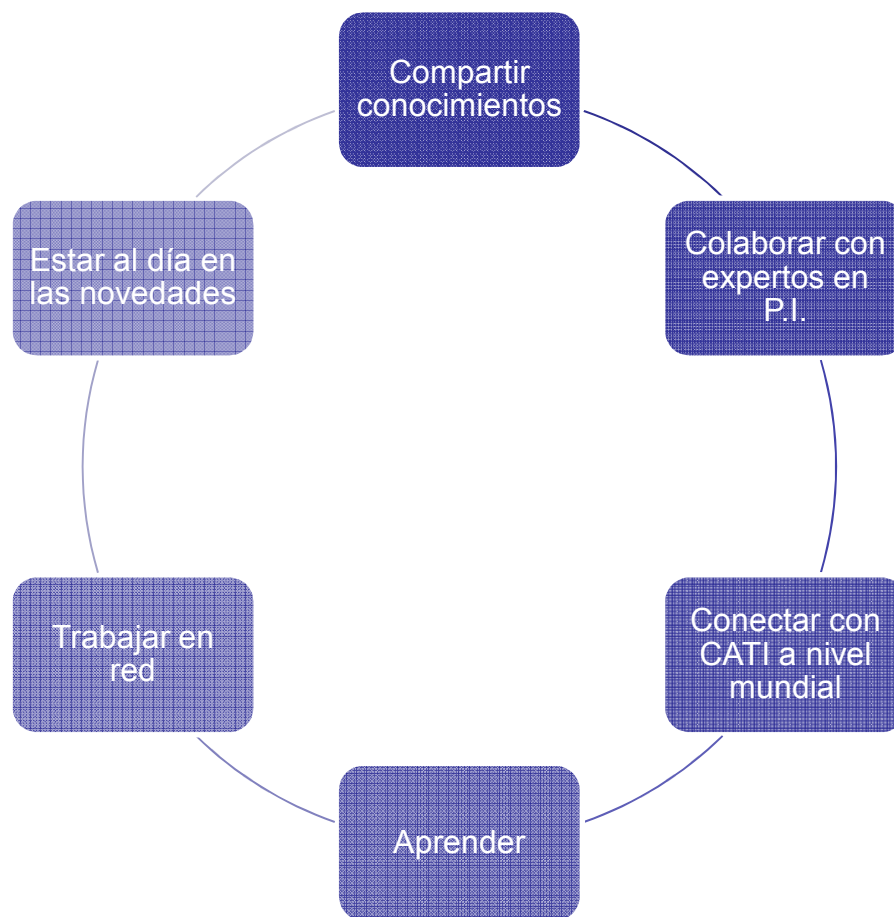 Compartir
conocimientos
Colaborar con
expertos en
P.I.
Conectar con
CATI a nivel
mundial
Aprender
Trabajar en
red
Estar al día en
las novedades